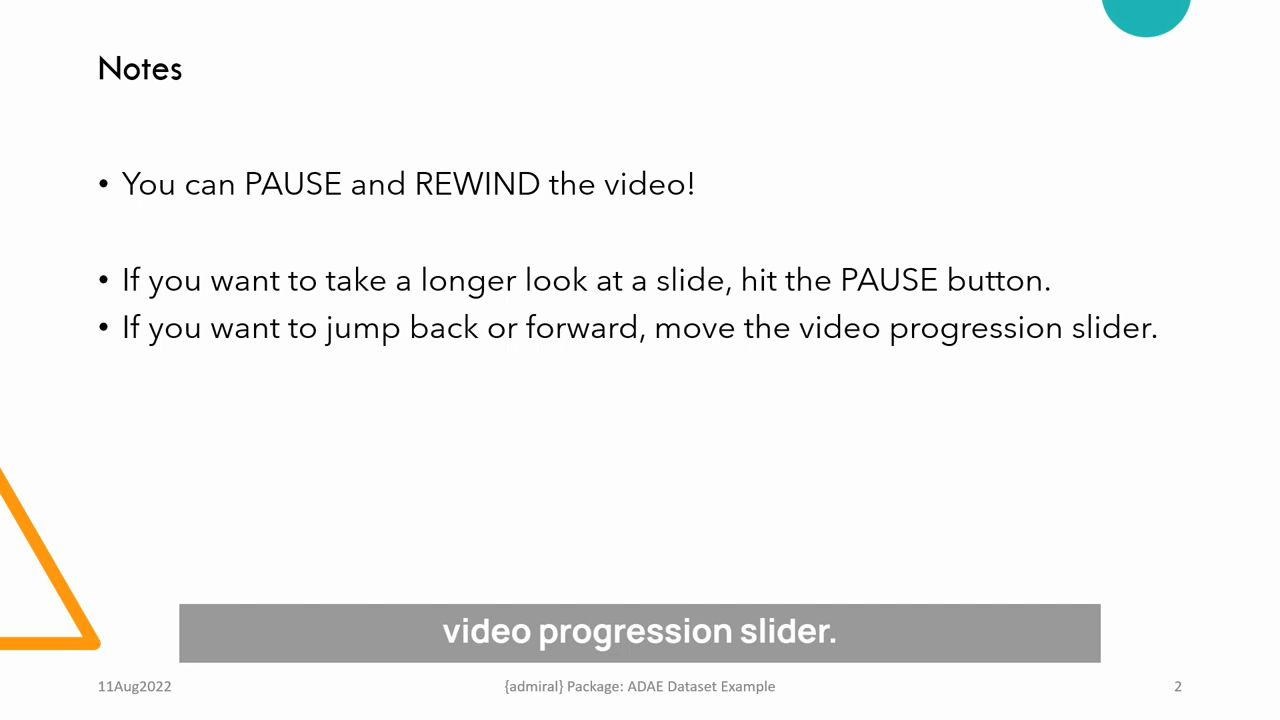 Notes
• You can PAUSE and REWIND the video!
• If you want to take a longer look at a slide, hit the PAUSE button.
• If you want to jump back or forward, move the video progression slider.
video progression slider.
11Aug2022
{admiral} Package: ADAE Dataset Example
2